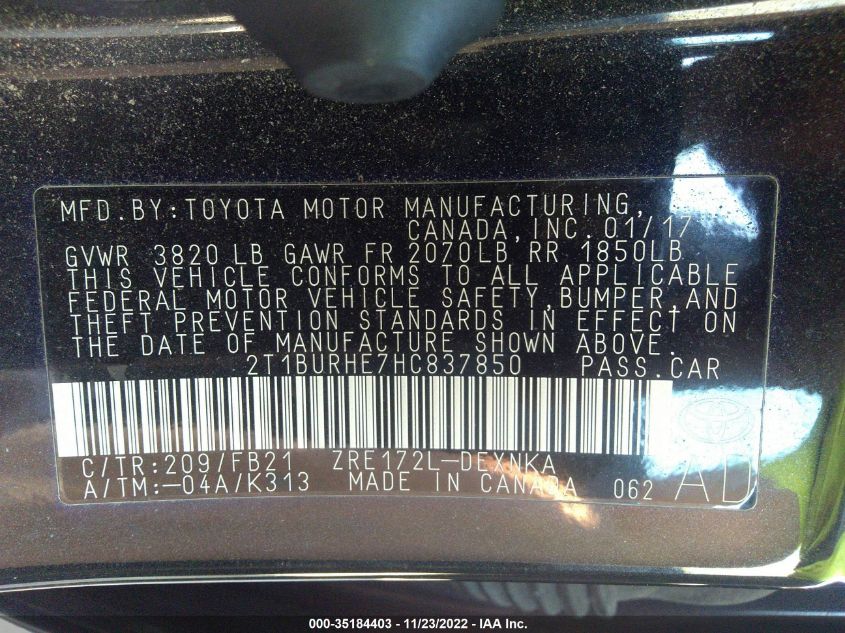 MFD.BY:TOYOTA MOTOR MANUFACTURING,
CANADA,INC. 01/17
GVWR 3820 LB GAWR FR 2070LB RR 1850LB
THIS VEHICLE CONFORMS TO ALL APPLICABLE
FEDERAL MOTOR VEHICLE SAFETY,BUMPER,AND
THEFT PREVENTION STANDARDS IN EFFECT ON
THE DATE OF MANUFACTURE SHOWN ABOVE.
2T1BURHE7HC837850 PASS.CAR
C/TR:209/FB21 ZRE172L-DEXNKA
A/TM:-04A/K313 MADE IN CANADA 062 AD
000-35184403 - 11/23/2022 - IAA Inc.